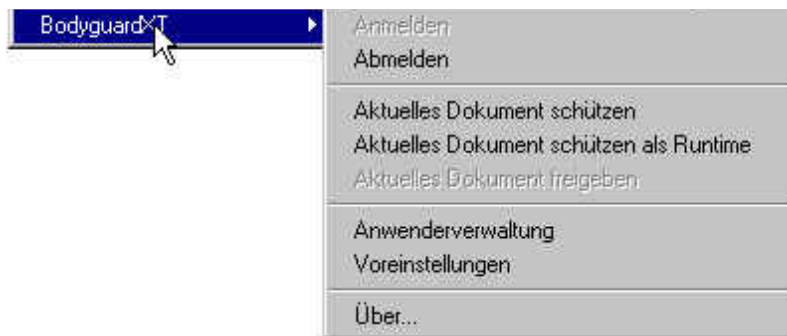 BodyguardXT
Anmelden
Abmelden
Aktuelles Dokument schützen
Aktuelles Dokument schützen als Runtime
Aktuelles Dokument freigeben
Anwenderverwaltung
Voreinstellungen
Über...